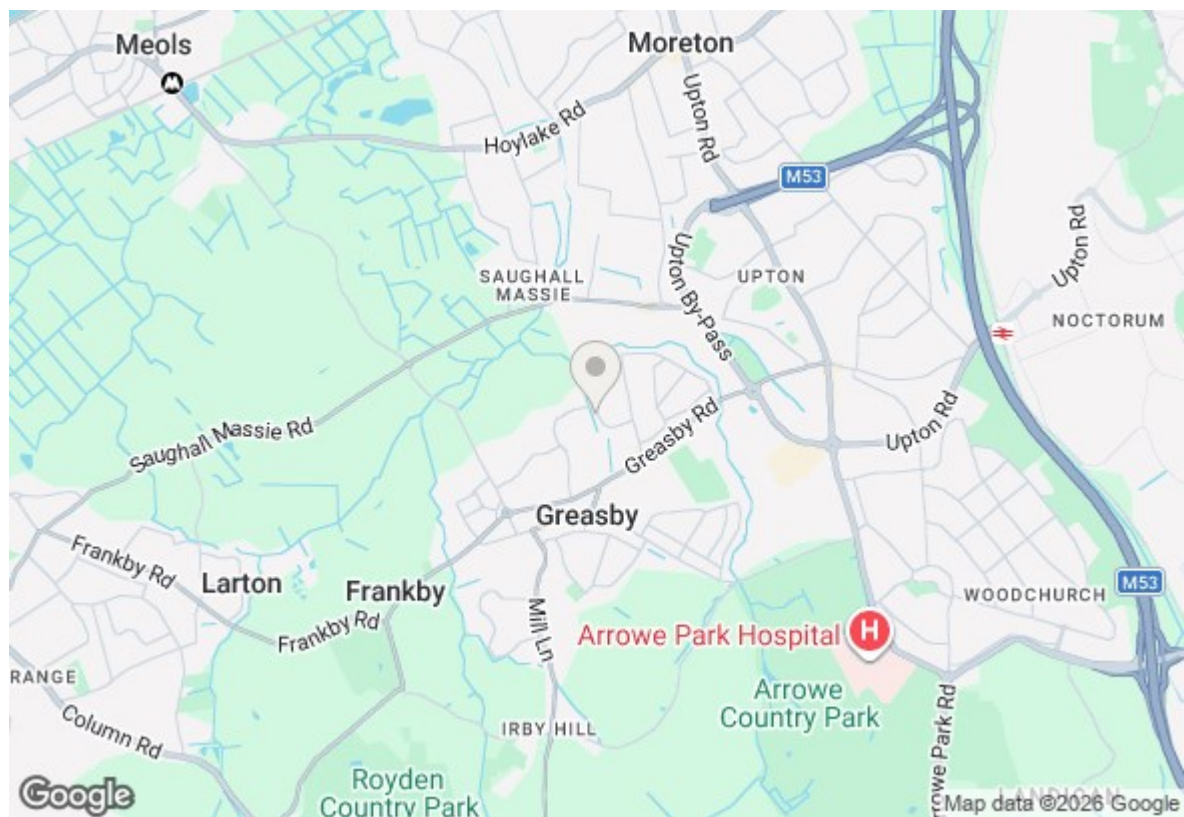 Meols
Moreton
Hoylake Rd
Upton Rd
M53
Upton Rd
Upton By-Pass
SAUGHALL
MASSIE
UPTON
NOCTORUM
Saughall Massie Rd
Greasby Rd
Upton Rd
Greasby
Frankby Rd
Larton
Frankby
Frankby Rd
Mill Ln
WOODCHURCH
M53
Arrowe Park Hospital
H
RANGE
Column Rd
IRBY HILL
Arrowe
Country Park
rrowe Park Rd
Royden
Country Park
LANDICAN
Google
Map data ©2026 Google